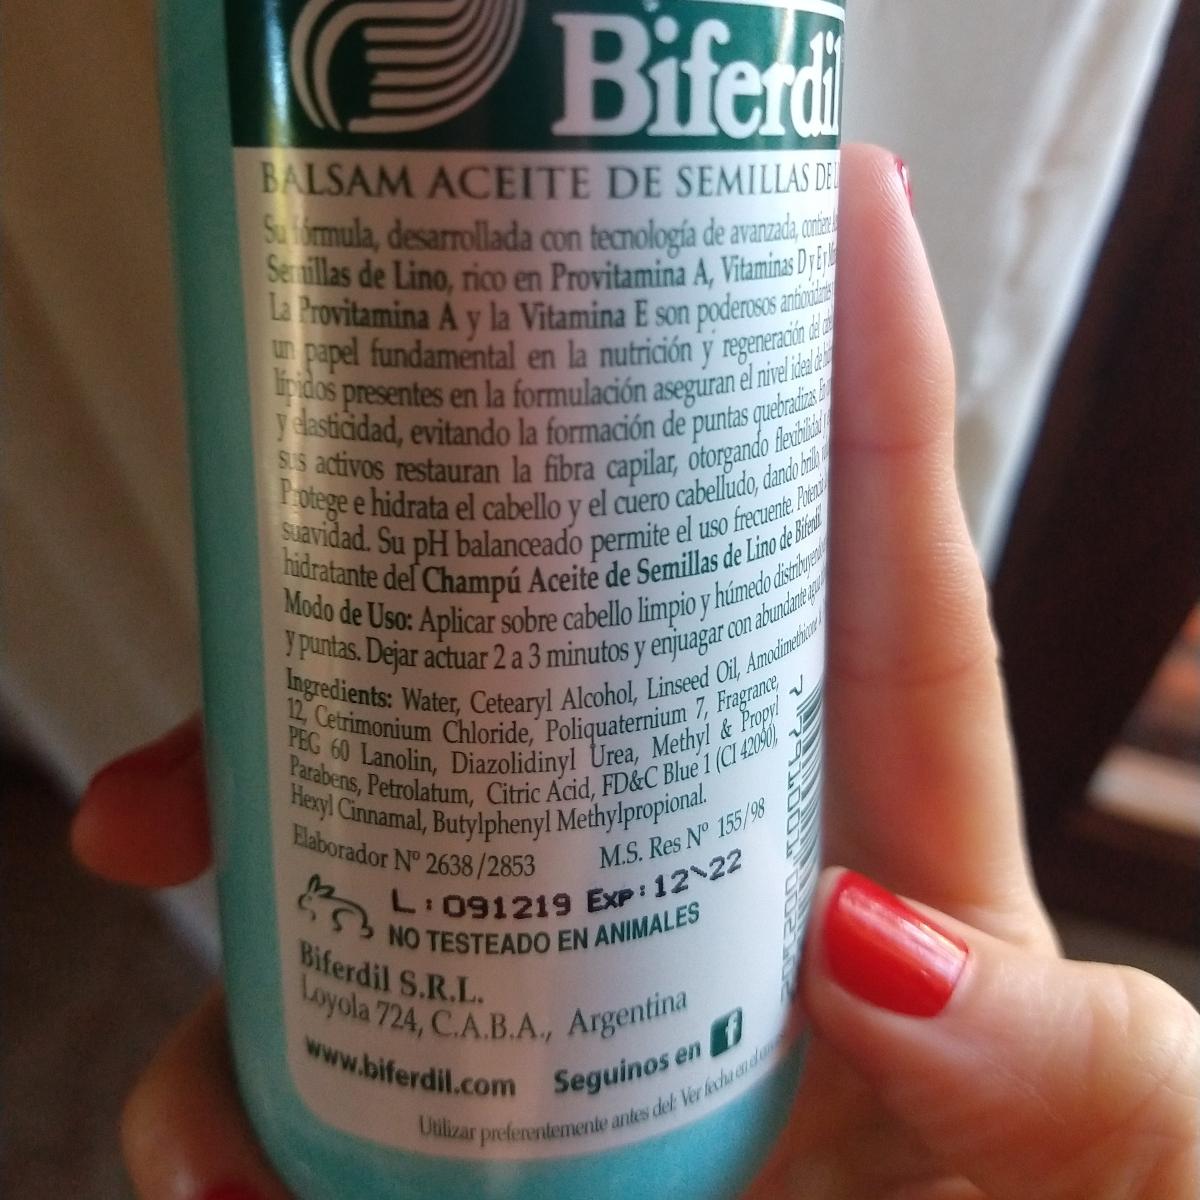 Biferdil
BALSAM ACEITE DE SEMILLAS DE
Su fórmula, desarrollada con tecnología de avanzada, contiene
Semillas de Lino, rico en Provitamina A, Vitaminas D y E y
La Provitamina A y la Vitamina E son poderosos antioxidantes
un papel fundamental en la nutrición y regeneración del
lípidos presentes en la formulación aseguran el nivel ideal de
y elasticidad, evitando la formación de puntas quebradizas. En
sus activos restauran la fibra capilar, otorgando flexibilidad y
Protege e hidrata el cabello y el cuero cabelludo, dando brillo,
suavidad. Su pH balanceado permite el uso frecuente. Potencia
hidratante del Champú Aceite de Semillas de Lino de Biferdil.
Modo de Uso: Aplicar sobre cabello limpio y húmedo distribuyendo
y puntas. Dejar actuar 2 a 3 minutos y enjuagar con abundante agua
Ingredients: Water, Cetearyl Alcohol, Linseed Oil, Amodimethicone
12, Cetrimonium Chloride, Poliquaternium 7, Fragrance,
PEG 60 Lanolin, Diazolidinyl Urea, Methyl & Propyl
Parabens, Petrolatum, Citric Acid, FD&C Blue 1 (CI 42090),
Hexyl Cinnamal, Butylphenyl Methylpropional.
Elaborador Nº 2638/2853 M.S. Res Nº 155/98
L:091219 Exp:12\22
NO TESTEADO EN ANIMALES
Biferdil S.R.L.
Loyola 724, C.A.B.A., Argentina
www.biferdil.com Seguinos en f
Utilizar preferentemente antes del: Ver fecha en el